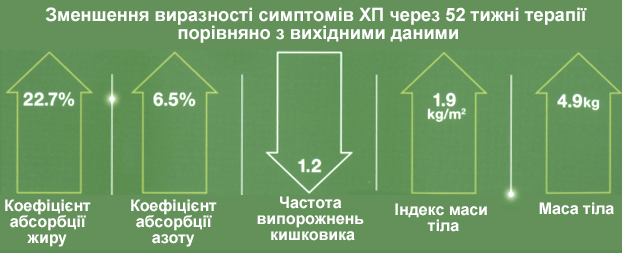 Зменшення виразності симптомів ХП через 52 тижні терапії
порівняно з вихідними даними
22.7%
6.5%
1.2
1.9
kg/m²
4.9kg
Коефіцієнт
абсорбції
жиру
Коефіцієнт
абсорбції
азоту
Частота
випорожнень
кишковика
Індекс маси
тіла
Маса тіла